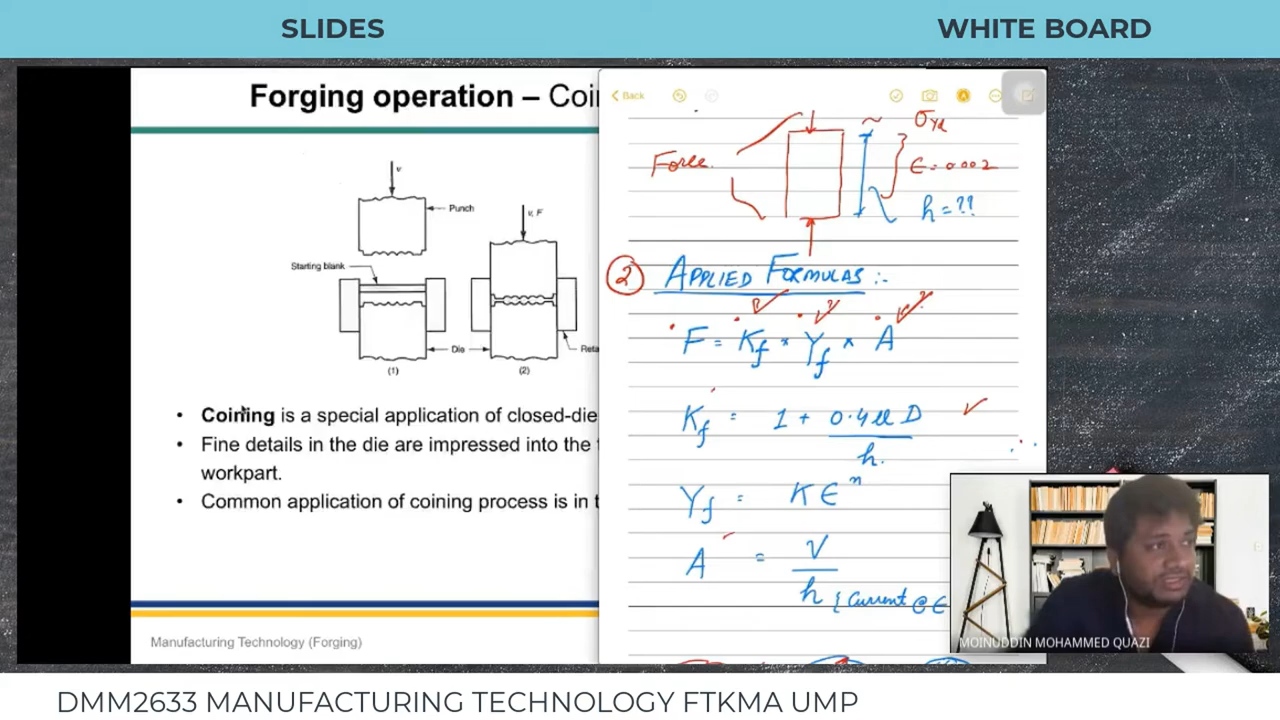 SLIDES
WHITE BOARD
Forging operation – Coi
v
Punch
v, F
Starting blank
Die
Reta
(1)
(2)
• Coining is a special application of closed-die
• Fine details in the die are impressed into the
workpart.
• Common application of coining process is in t
Manufacturing Technology (Forging)
Back
Force.
σYd
ϵ = 0.002
h = ??
2 APPLIED FORMULAS :-
F = Kf × Yf × A
Kf = 1 + 0.4 μ D
h.
Yf = K ϵ n
A = V
h { Current @ ϵ
MOINUDDIN MOHAMMED QUAZI
DMM2633 MANUFACTURING TECHNOLOGY FTKMA UMP